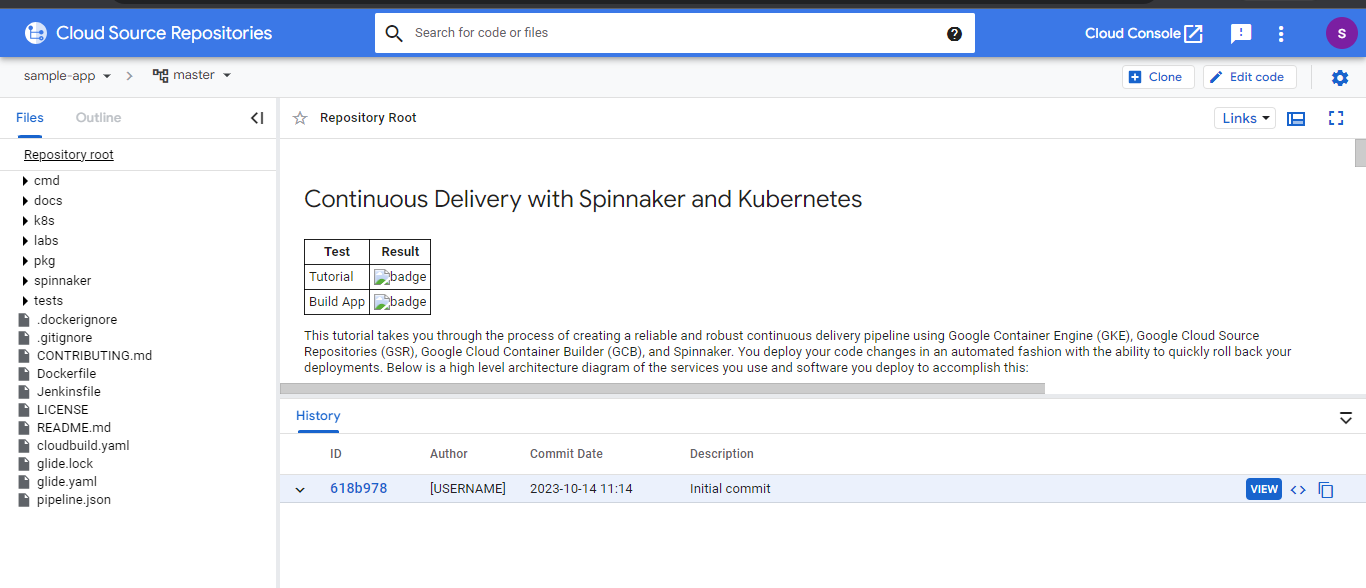 Cloud Source Repositories
Search for code or files
?
Cloud Console
S
sample-app
master
Clone
Edit code
Files
Outline
Repository Root
Links
Repository root
cmd
docs
k8s
labs
pkg
spinnaker
tests
.dockerignore
.gitignore
CONTRIBUTING.md
Dockerfile
Jenkinsfile
LICENSE
README.md
cloudbuild.yaml
glide.lock
glide.yaml
pipeline.json
Continuous Delivery with Spinnaker and Kubernetes
Test Result
Tutorial badge
Build App badge
This tutorial takes you through the process of creating a reliable and robust continuous delivery pipeline using Google Container Engine (GKE), Google Cloud Source
Repositories (GSR), Google Cloud Container Builder (GCB), and Spinnaker. You deploy your code changes in an automated fashion with the ability to quickly roll back your
deployments. Below is a high level architecture diagram of the services you use and software you deploy to accomplish this:
History
ID Author Commit Date Description
618b978 [USERNAME] 2023-10-14 11:14 Initial commit VIEW